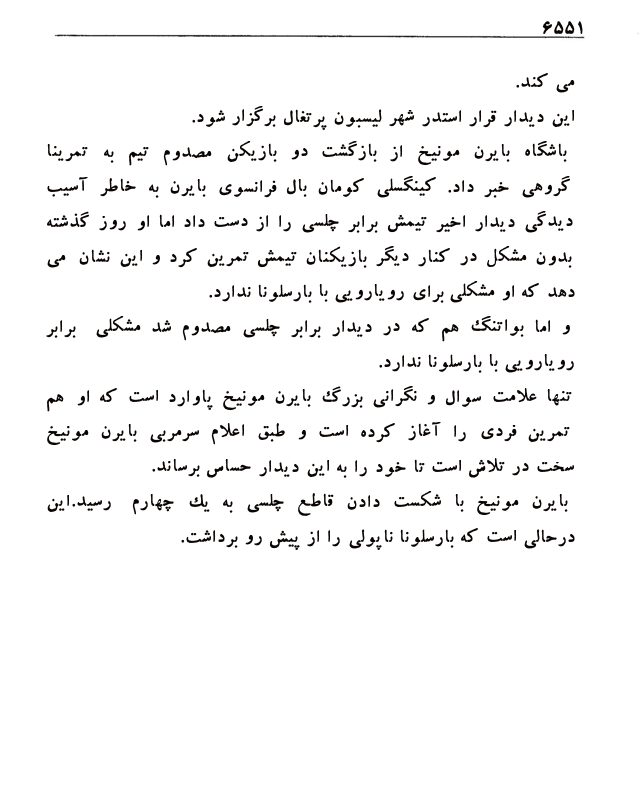 ۶۵۵۱
می کند.
این دیدار قرار استدر شهر لیسبون پرتغال برگزار شود.
باشگاه بایرن مونیخ از بازگشت دو بازیکن مصدوم تیم به تمرینا
گروهی خبر داد. کینگسلی کومان بال فرانسوی بایرن به خاطر آسیب
دیدگی دیدار اخیر تیمش برابر چلسی را از دست داد اما او روز گذشته
بدون مشکل در کنار دیگر بازیکنان تیمش تمرین کرد و این نشان می
دهد که او مشکلی برای رویارویی با بارسلونا ندارد.
و اما بواتنگ هم که در دیدار برابر چلسی مصدوم شد مشکلی برابر
رویارویی با بارسلونا ندارد.
تنها علامت سوال و نگرانی بزرگ بایرن مونیخ پاوارد است که او هم
تمرین فردی را آغاز کرده است و طبق اعلام سرمربی بایرن مونیخ
سخت در تلاش است تا خود را به این دیدار حساس برساند.
بایرن مونیخ با شکست دادن قاطع چلسی به یك چهارم رسید.این
درحالی است که بارسلونا ناپولی را از پیش رو برداشت.